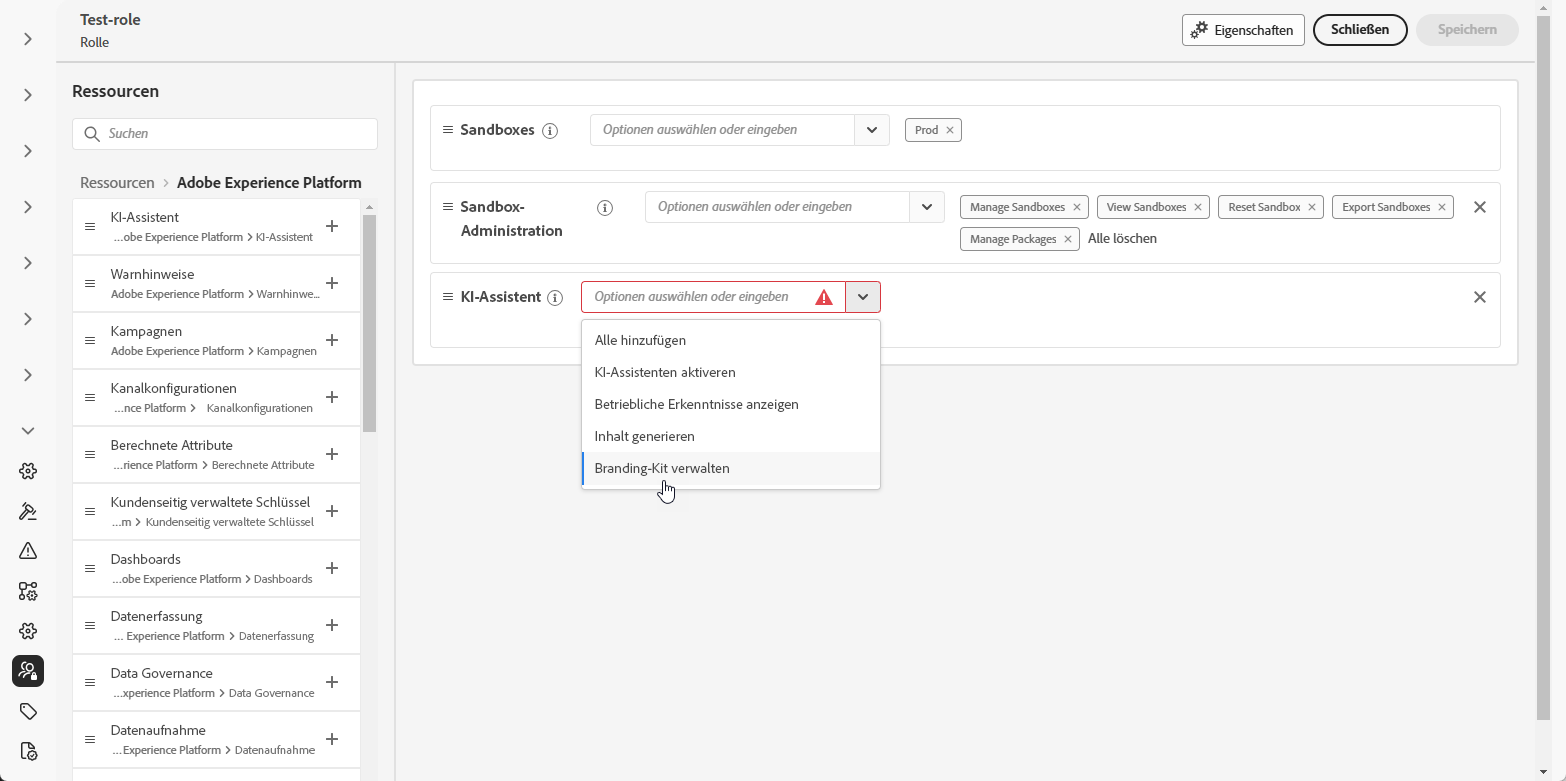 Test-role
Rolle
Eigenschaften
Schließen
Speichern
Ressourcen
Suchen
Ressourcen > Adobe Experience Platform
KI-Assistent
...obe Experience Platform > KI-Assistent
Warnhinweise
Adobe Experience Platform > Warnhinwe...
Kampagnen
Adobe Experience Platform > Kampagnen
Kanalkonfigurationen
...nce Platform > Kanalkonfigurationen
Berechnete Attribute
...rience Platform > Berechnete Attribute
Kundenseitig verwaltete Schlüssel
...m > Kundenseitig verwaltete Schlüssel
Dashboards
...obe Experience Platform > Dashboards
Datenerfassung
... Experience Platform > Datenerfassung
Data Governance
...xperience Platform > Data Governance
Datenaufnahme
...Experience Platform > Datenaufnahme
Sandboxes
Optionen auswählen oder eingeben
Prod
Sandbox-
Administration
Optionen auswählen oder eingeben
Manage Sandboxes
View Sandboxes
Reset Sandbox
Export Sandboxes
Manage Packages
Alle löschen
KI-Assistent
Optionen auswählen oder eingeben
Alle hinzufügen
KI-Assistenten aktiveren
Betriebliche Erkenntnisse anzeigen
Inhalt generieren
Branding-Kit verwalten